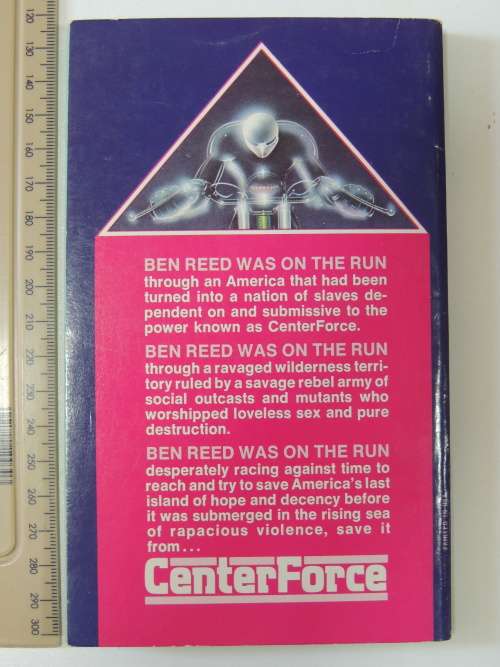 BEN REED WAS ON THE RUN
through an America that had been
turned into a nation of slaves de-
pendent on and submissive to the
power known as CenterForce.
BEN REED WAS ON THE RUN
through a ravaged wilderness terri-
tory ruled by a savage rebel army of
social outcasts and mutants who
worshipped loveless sex and pure
destruction.
BEN REED WAS ON THE RUN
desperately racing against time to
reach and try to save America's last
island of hope and decency before
it was submerged in the rising sea
of rapacious violence, save it
from...
CenterForce
120
130
140
150
160
170
180
190
200
210
220
230
240
250
260
270
280
290
300